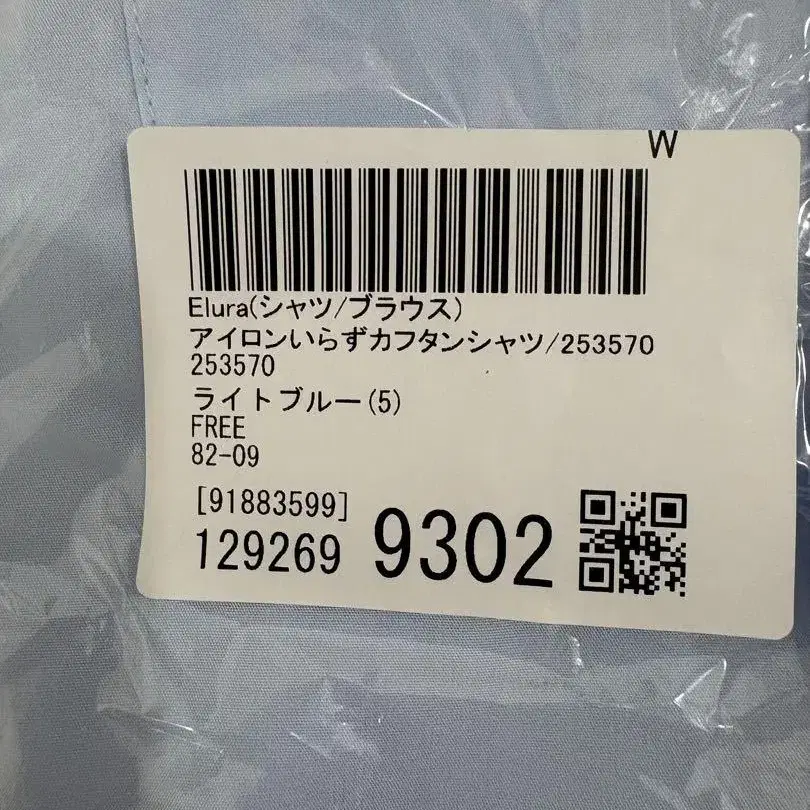 W
Elura(シャツ/ブラウス)
アイロンいらずカフタンシャツ/253570
253570
ライトブルー(5)
FREE
82-09
[91883599]
129269 9302